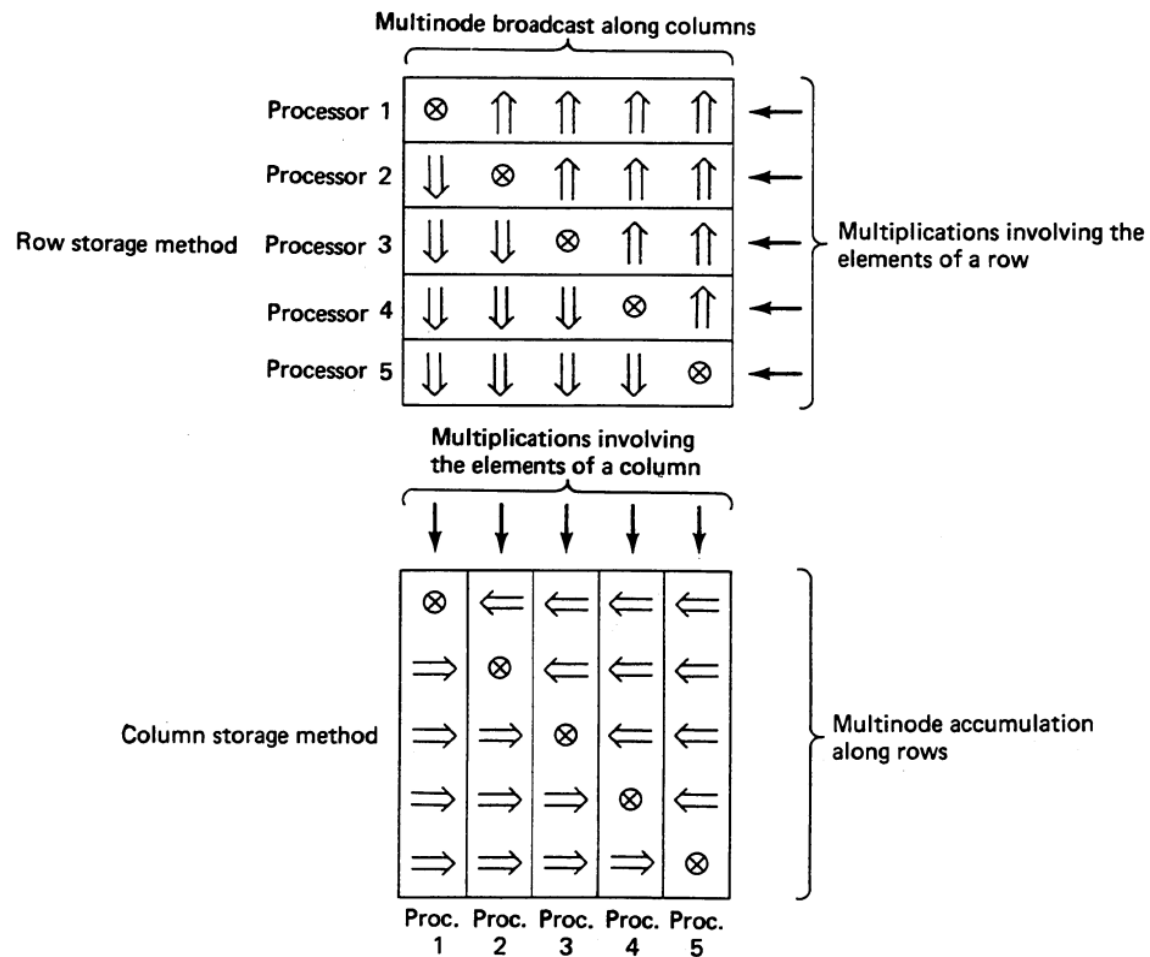 Multinode broadcast along columns
Processor 1
Processor 2
Row storage method Processor 3
Processor 4
Processor 5
Multiplications involving the
elements of a row
Multiplications involving
the elements of a column
Column storage method
Multinode accumulation
along rows
Proc. Proc. Proc. Proc. Proc.
1 2 3 4 5